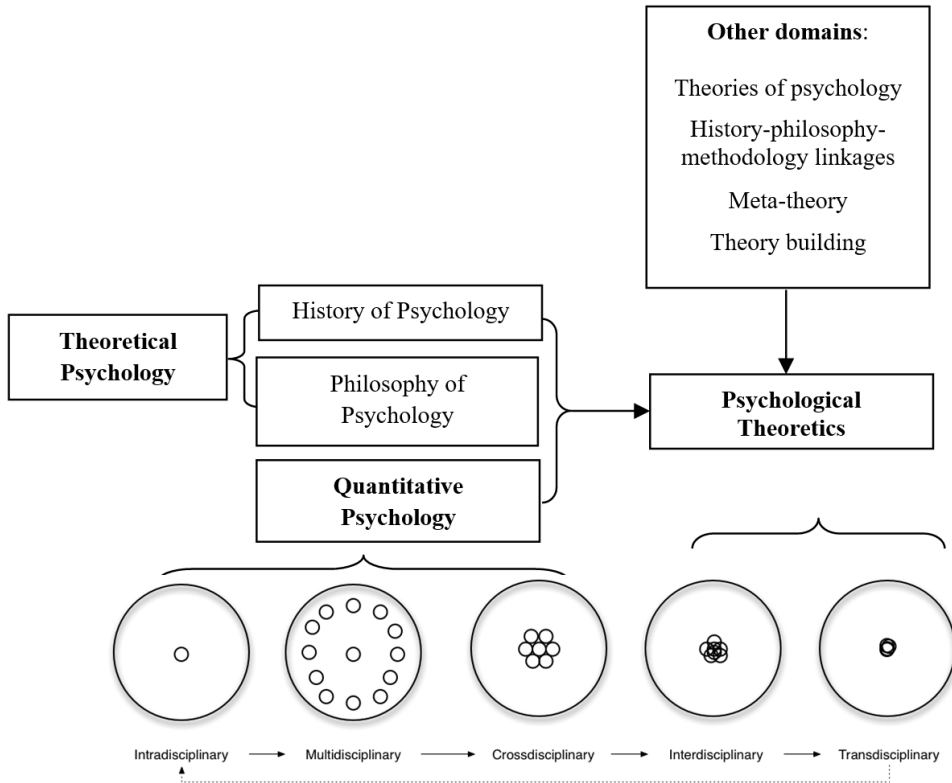 Other domains:
Theories of psychology
History-philosophy-
methodology linkages
Meta-theory
Theory building
History of Psychology
Theoretical
Psychology
Philosophy of
Psychology
Psychological
Theoretics
Quantitative
Psychology
Intradisciplinary
Multidisciplinary
Crossdisciplinary
Interdisciplinary
Transdisciplinary